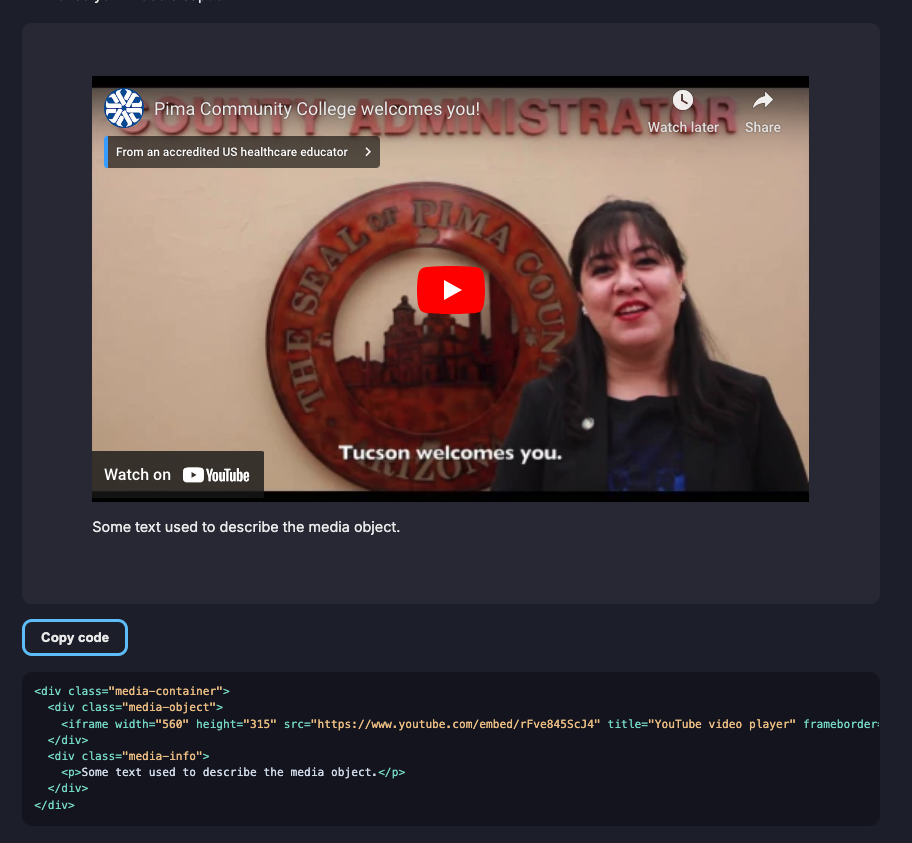 COUNTY ADMINISTRATOR
Pima Community College welcomes you!
Watch later
Share
From an accredited US healthcare educator
THE SEAL OF PIMA COUN
ARIZONA
Tucson welcomes you.
Watch on YouTube
Some text used to describe the media object.
Copy code
<div class="media-container">
  <div class="media-object">
    <iframe width="560" height="315" src="https://www.youtube.com/embed/rFve845ScJ4" title="YouTube video player" frameborder=
  </div>
  <div class="media-info">
    <p>Some text used to describe the media object.</p>
  </div>
</div>